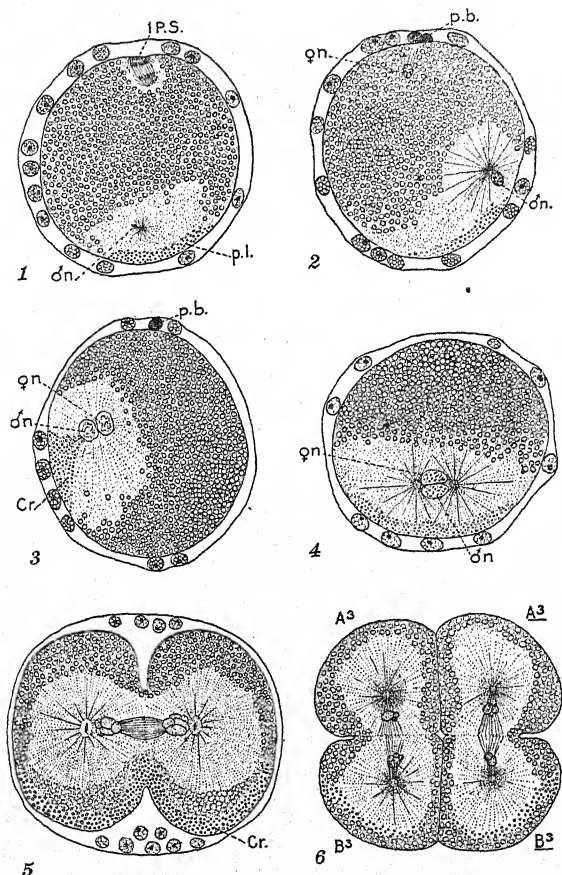 1 P.S.
♂n.
p.l.
1
♀n.
p.b.
♂n.
2
p.b.
♀n.
♂n.
Cr.
3
♀n.
♂n
4
Cr.
5
A³ A³
B³ B³
6